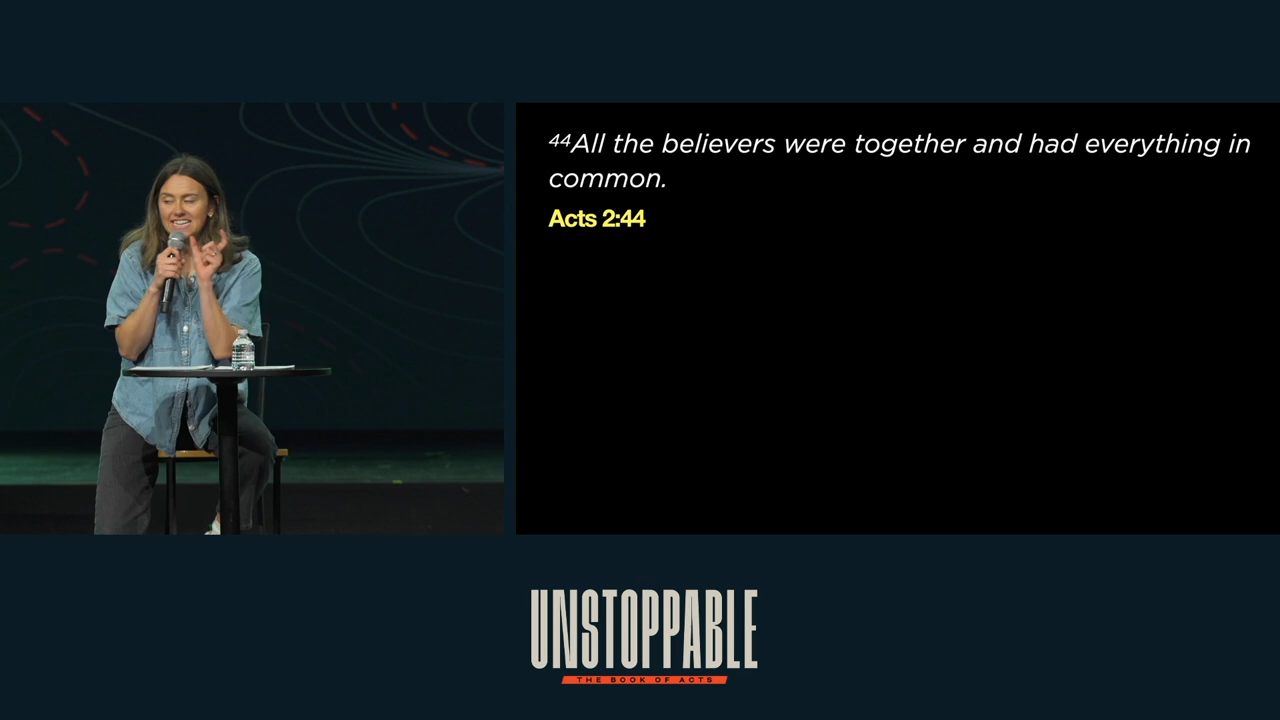 ⁴⁴All the believers were together and had everything in
common.
Acts 2:44
UNSTOPPABLE
THE BOOK OF ACTS